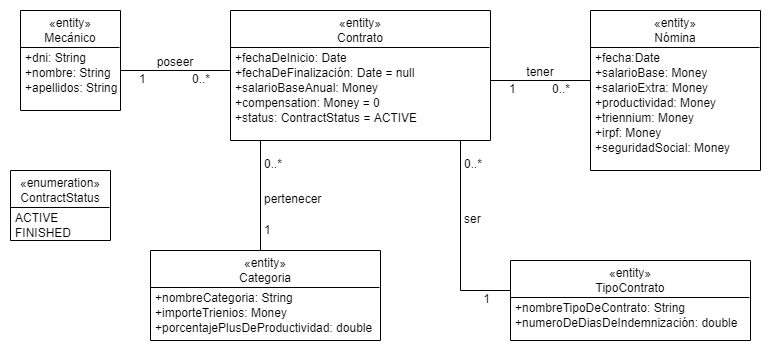 «entity»
Mecánico
+dni: String
+nombre: String
+apellidos: String
poseer
1
0..*
«entity»
Contrato
+fechaDeInicio: Date
+fechaDeFinalización: Date = null
+salarioBaseAnual: Money
+compensation: Money = 0
+status: ContractStatus = ACTIVE
tener
1
0..*
«entity»
Nómina
+fecha:Date
+salarioBase: Money
+salarioExtra: Money
+productividad: Money
+triennium: Money
+irpf: Money
+seguridadSocial: Money
«enumeration»
ContractStatus
ACTIVE
FINISHED
0..*
pertenecer
1
0..*
ser
1
«entity»
Categoria
+nombreCategoria: String
+importeTrienios: Money
+porcentajePlusDeProductividad: double
«entity»
TipoContrato
+nombreTipoDeContrato: String
+numeroDeDiasDeIndemnización: double